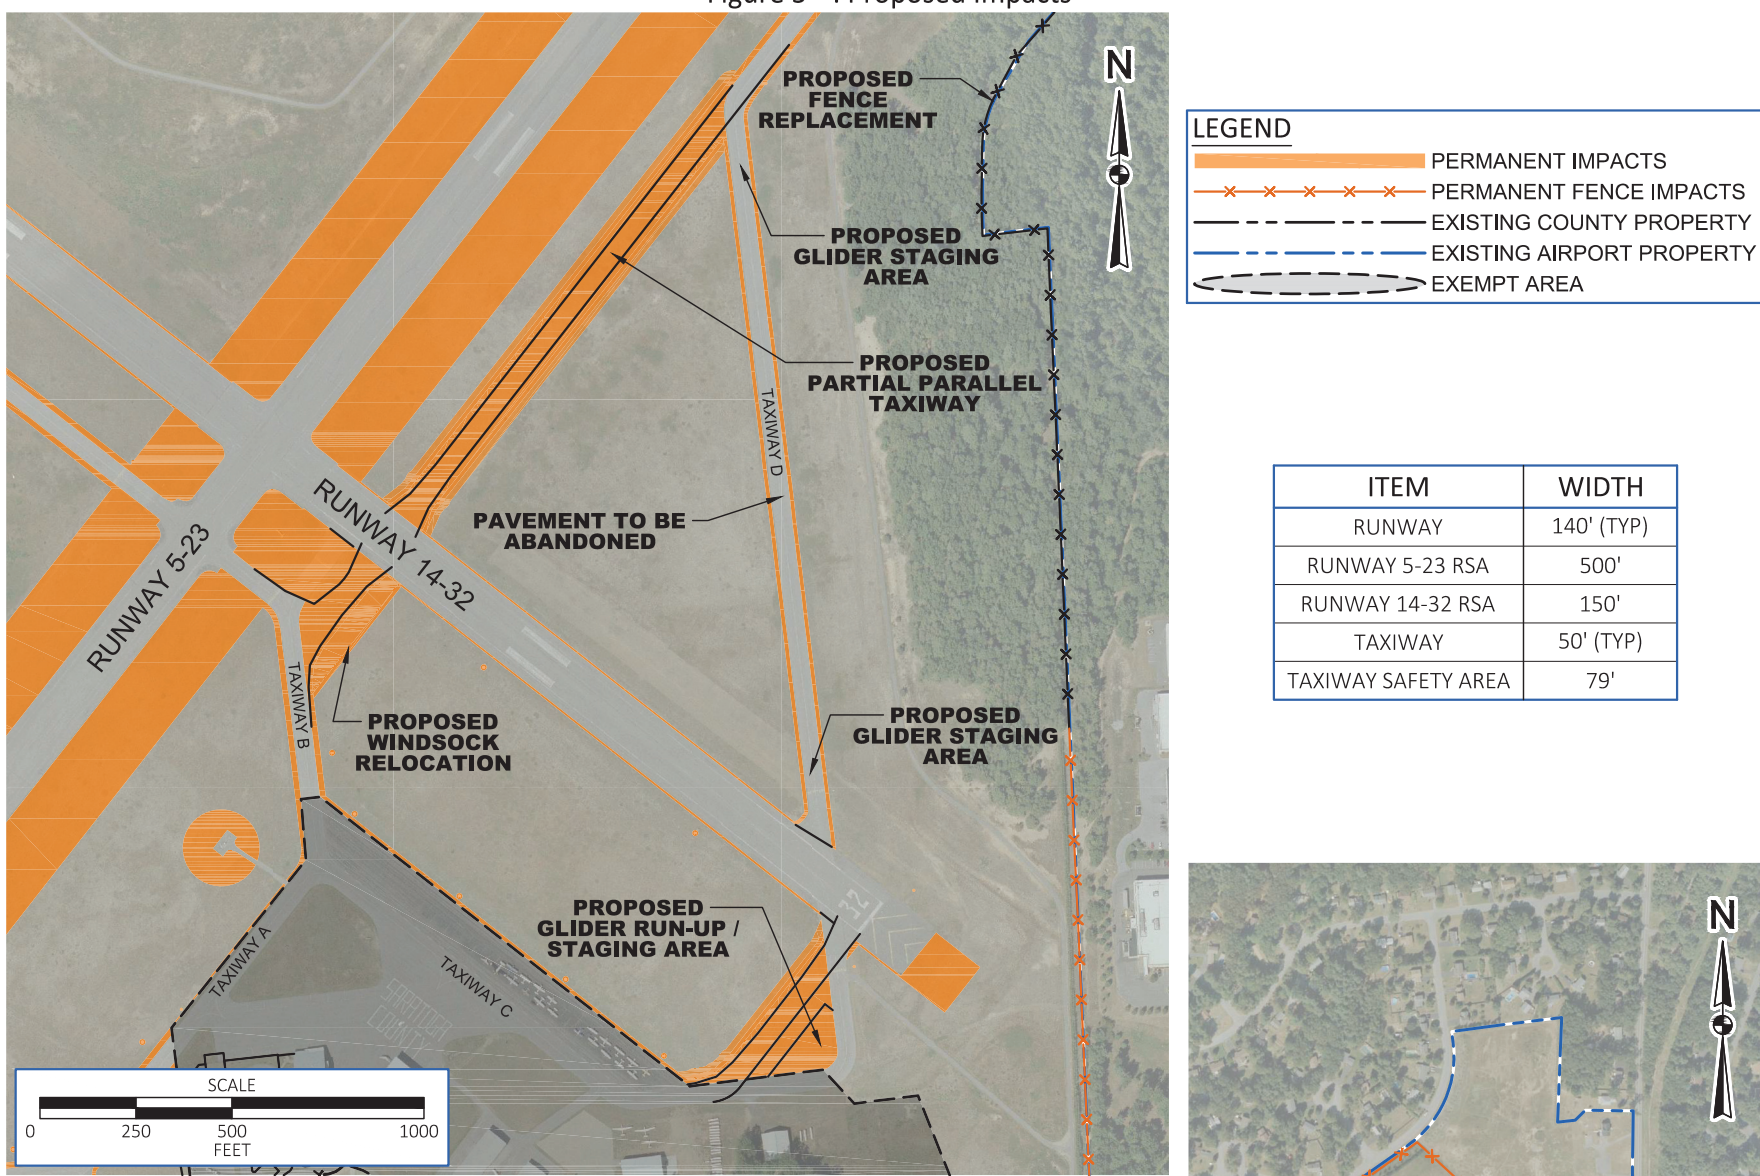 PROPOSED
FENCE
REPLACEMENT
N
PROPOSED
GLIDER STAGING
AREA
PROPOSED
PARTIAL PARALLEL
TAXIWAY
TAXIWAY D
RUNWAY 14-32
PAVEMENT TO BE
ABANDONED
RUNWAY 5-23
TAXIWAY B
PROPOSED
WINDSOCK
RELOCATION
PROPOSED
GLIDER STAGING
AREA
32
PROPOSED
GLIDER RUN-UP /
STAGING AREA
TAXIWAY A
TAXIWAY C
SCALE
0 250 500 1000
FEET
LEGEND
PERMANENT IMPACTS
PERMANENT FENCE IMPACTS
EXISTING COUNTY PROPERTY
EXISTING AIRPORT PROPERTY
EXEMPT AREA
ITEM WIDTH
RUNWAY 140' (TYP)
RUNWAY 5-23 RSA 500'
RUNWAY 14-32 RSA 150'
TAXIWAY 50' (TYP)
TAXIWAY SAFETY AREA 79'
N